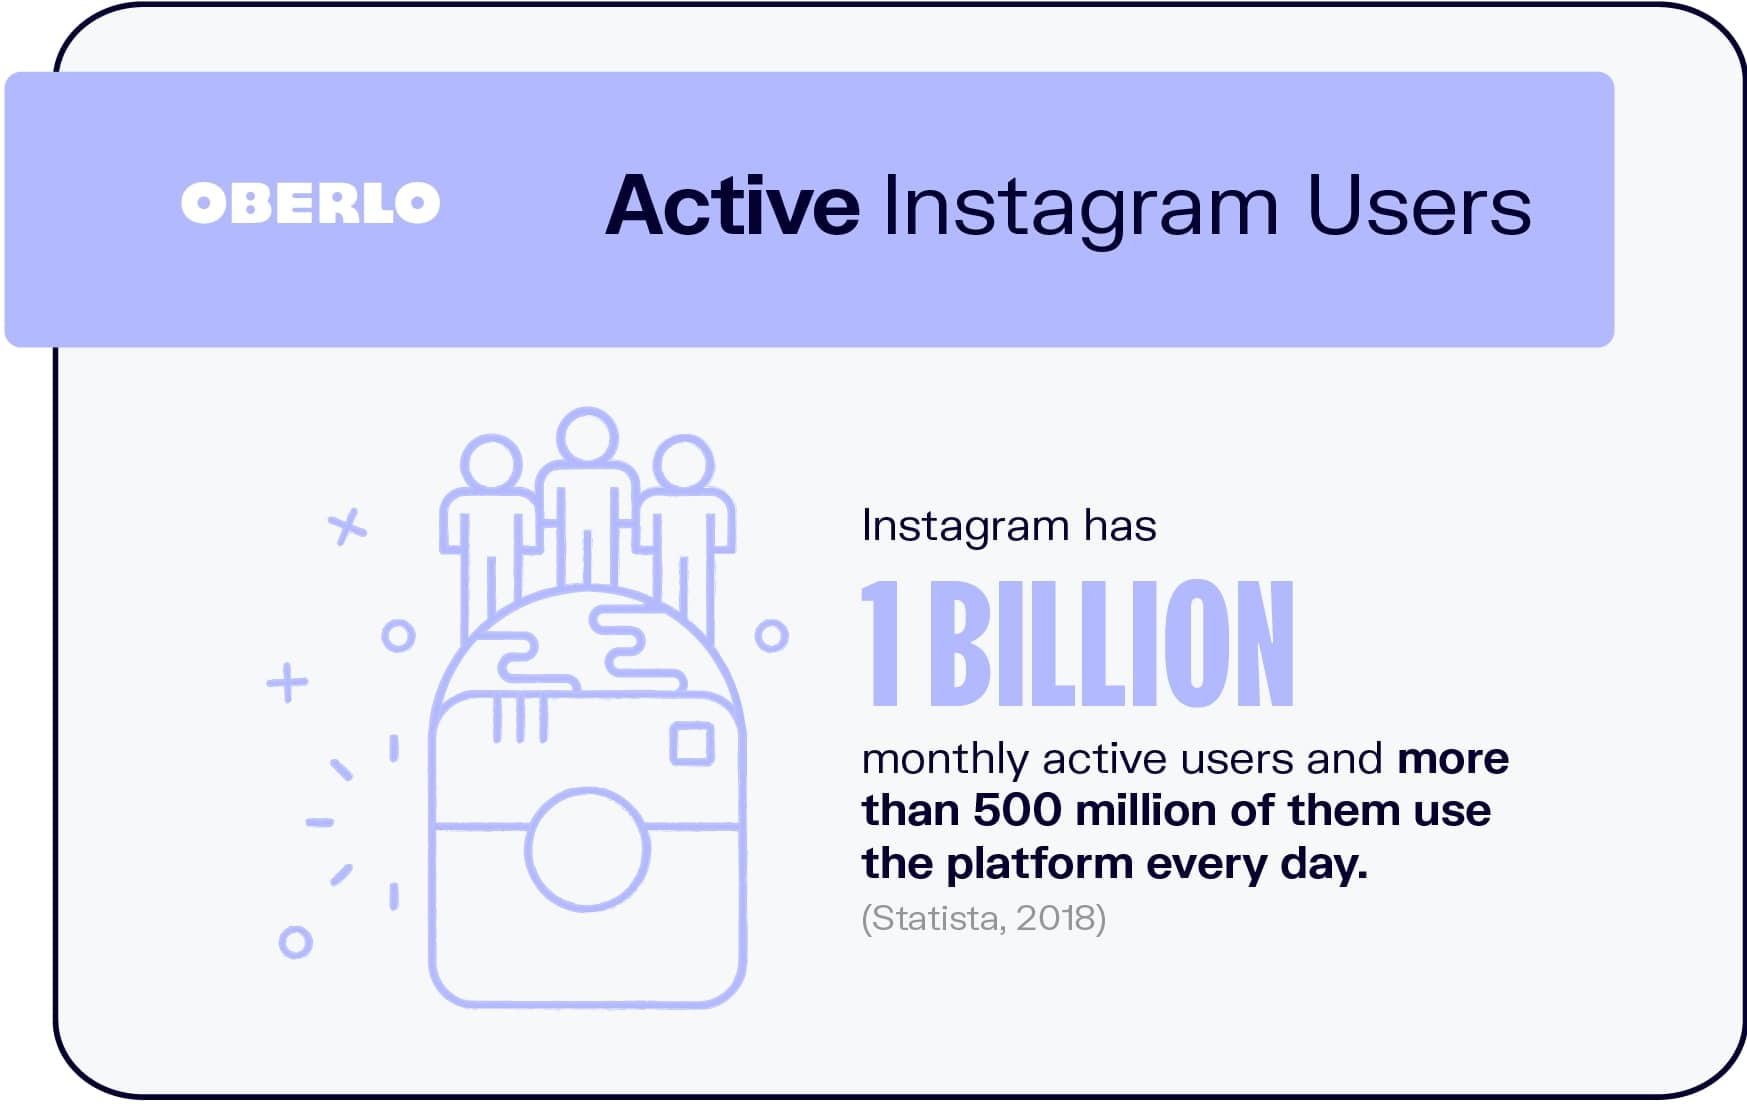 OBERLO
Active Instagram Users
Instagram has
1 BILLION
monthly active users and more
than 500 million of them use
the platform every day.
(Statista, 2018)